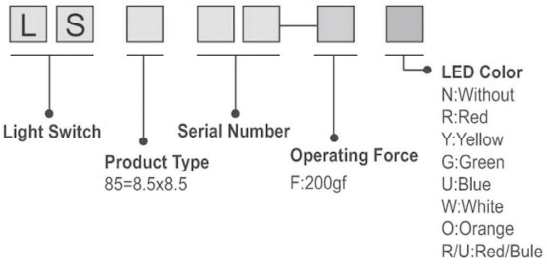 L S
LED Color
N:Without
R:Red
Y:Yellow
G:Green
U:Blue
W:White
O:Orange
R/U:Red/Bule
Light Switch
Serial Number
Product Type
85=8.5x8.5
Operating Force
F:200gf